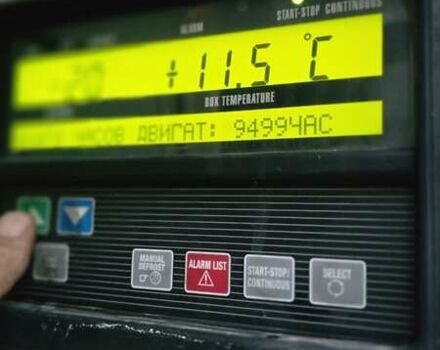 ALARM
START-STOP CONTINUOUS
+11.5 °C
BOX TEMPERATURE
ЧАСОВ ДВИГАТ: 9499ЧАС
MANUAL DEFROST
ALARM LIST
START-STOP/
CONTINUOUS
SELECT